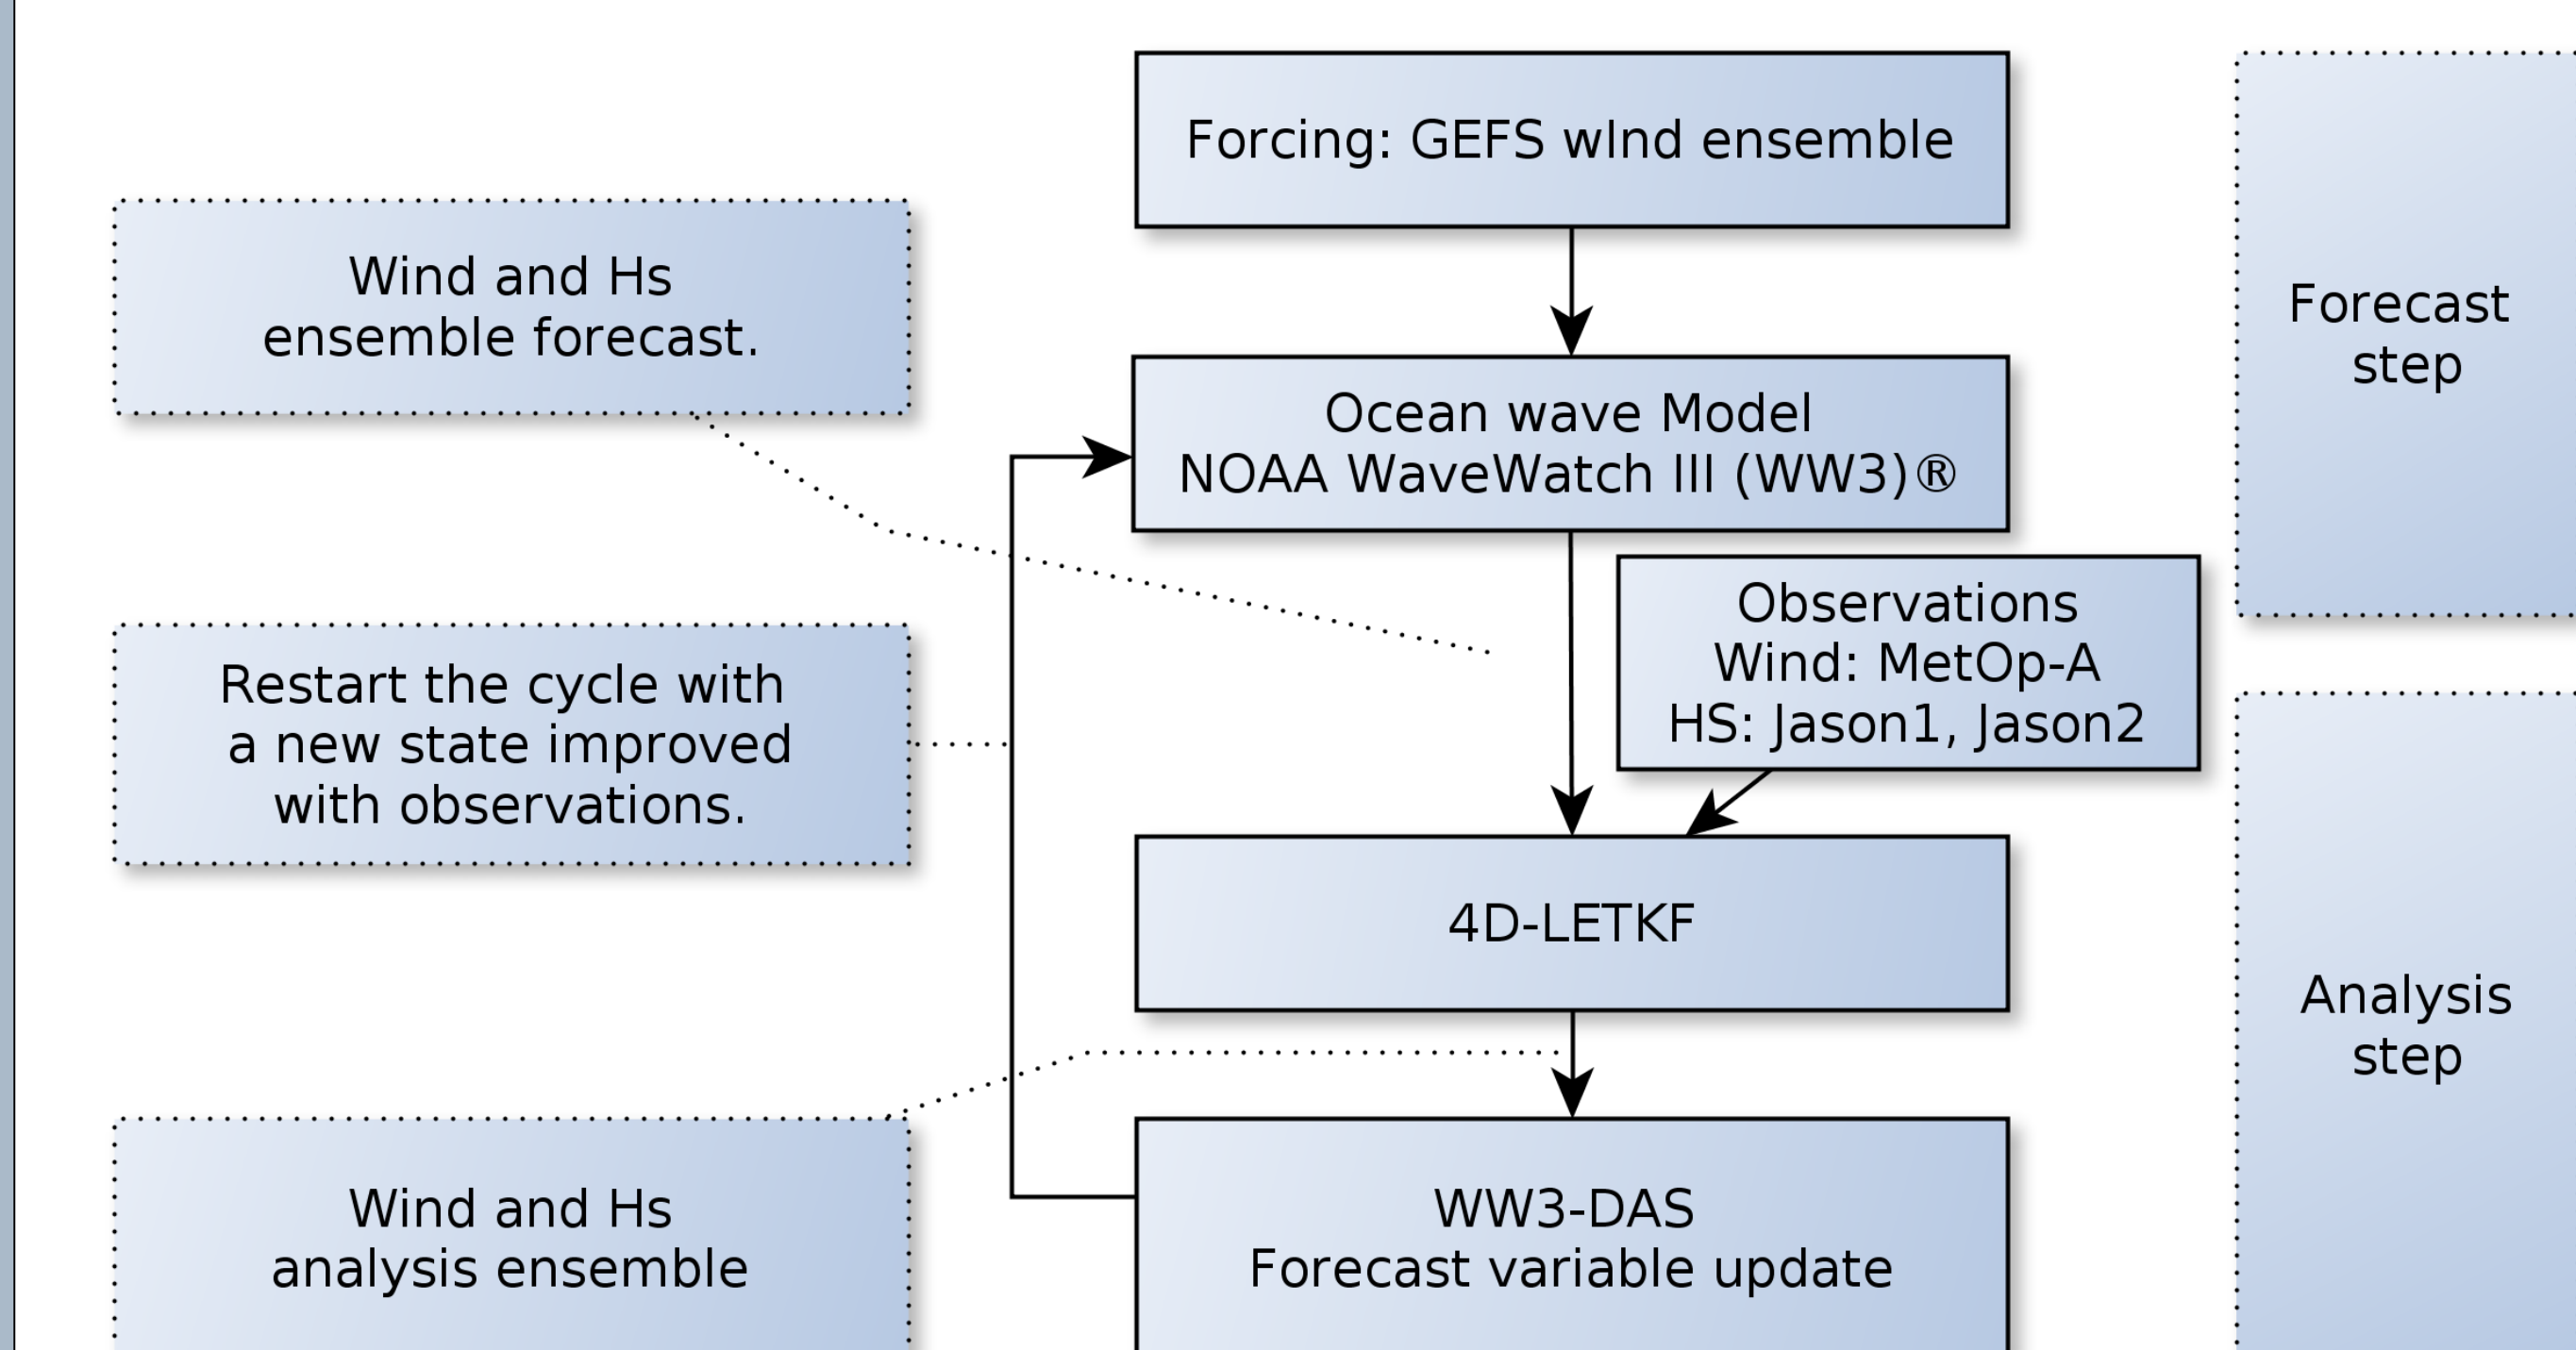 Forcing: GEFS wInd ensemble
Wind and Hs
ensemble forecast.
Forecast
step
Ocean wave Model
NOAA WaveWatch III (WW3)®
Observations
Wind: MetOp-A
HS: Jason1, Jason2
Restart the cycle with
a new state improved
with observations.
4D-LETKF
Analysis
step
Wind and Hs
analysis ensemble
WW3-DAS
Forecast variable update